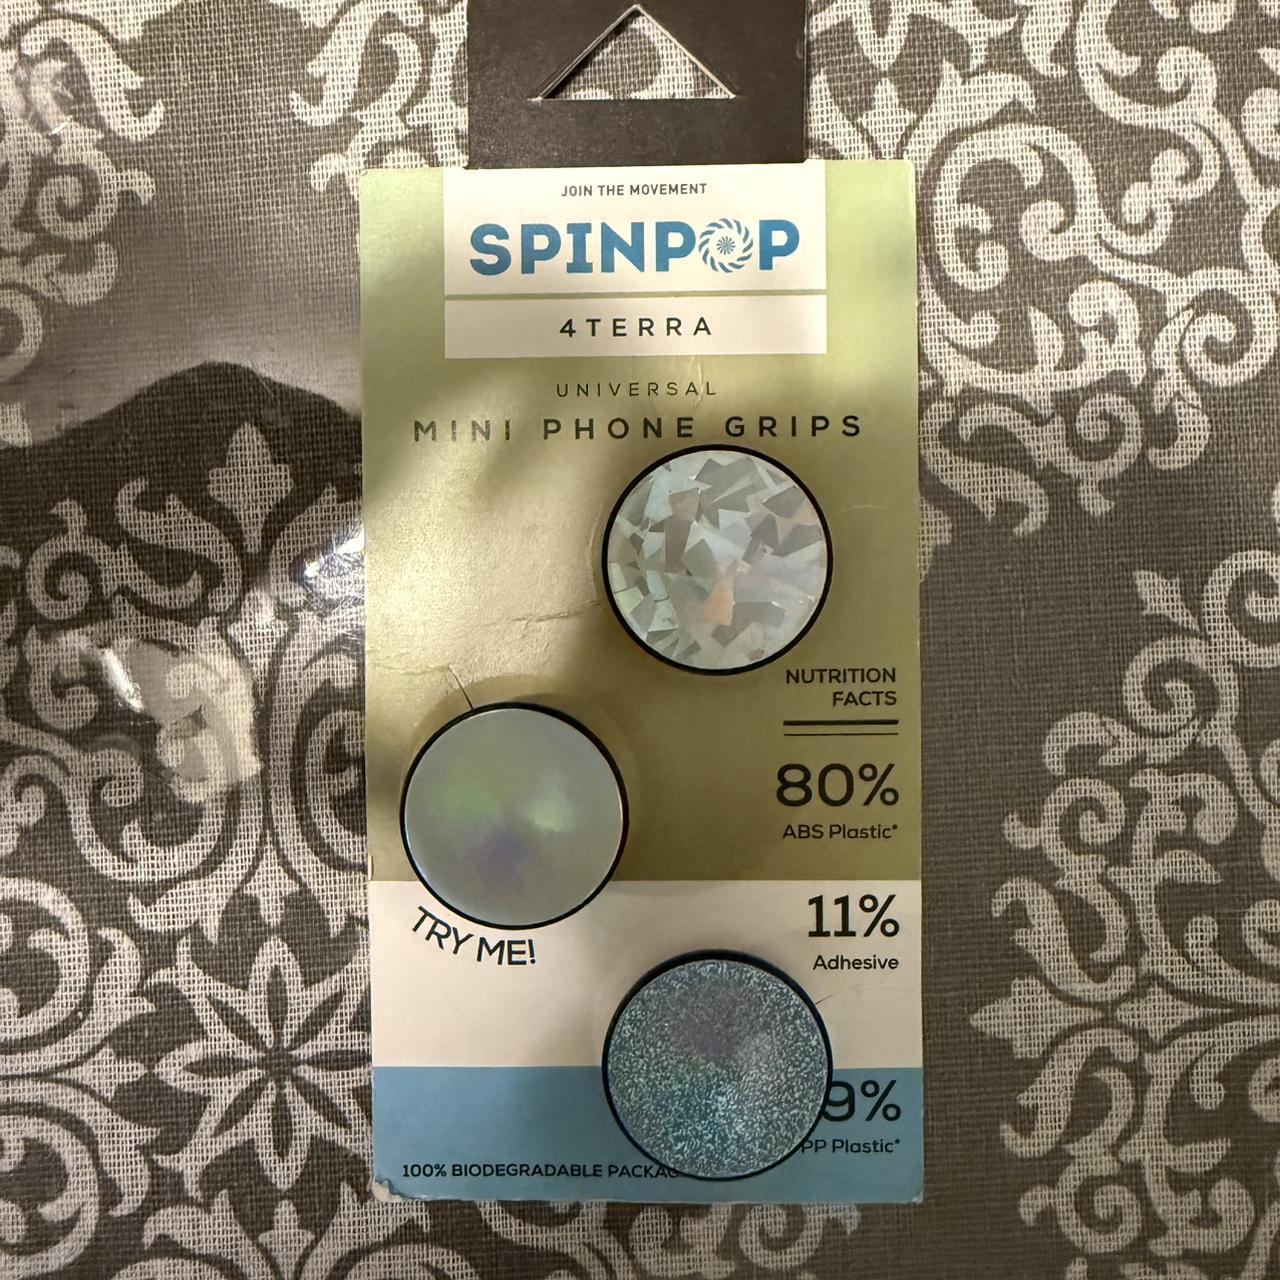 JOIN THE MOVEMENT
SPINPOP
4TERRA
UNIVERSAL
MINI PHONE GRIPS
NUTRITION
FACTS
80%
ABS Plastic*
TRY ME!
11%
Adhesive
9%
PP Plastic*
100% BIODEGRADABLE